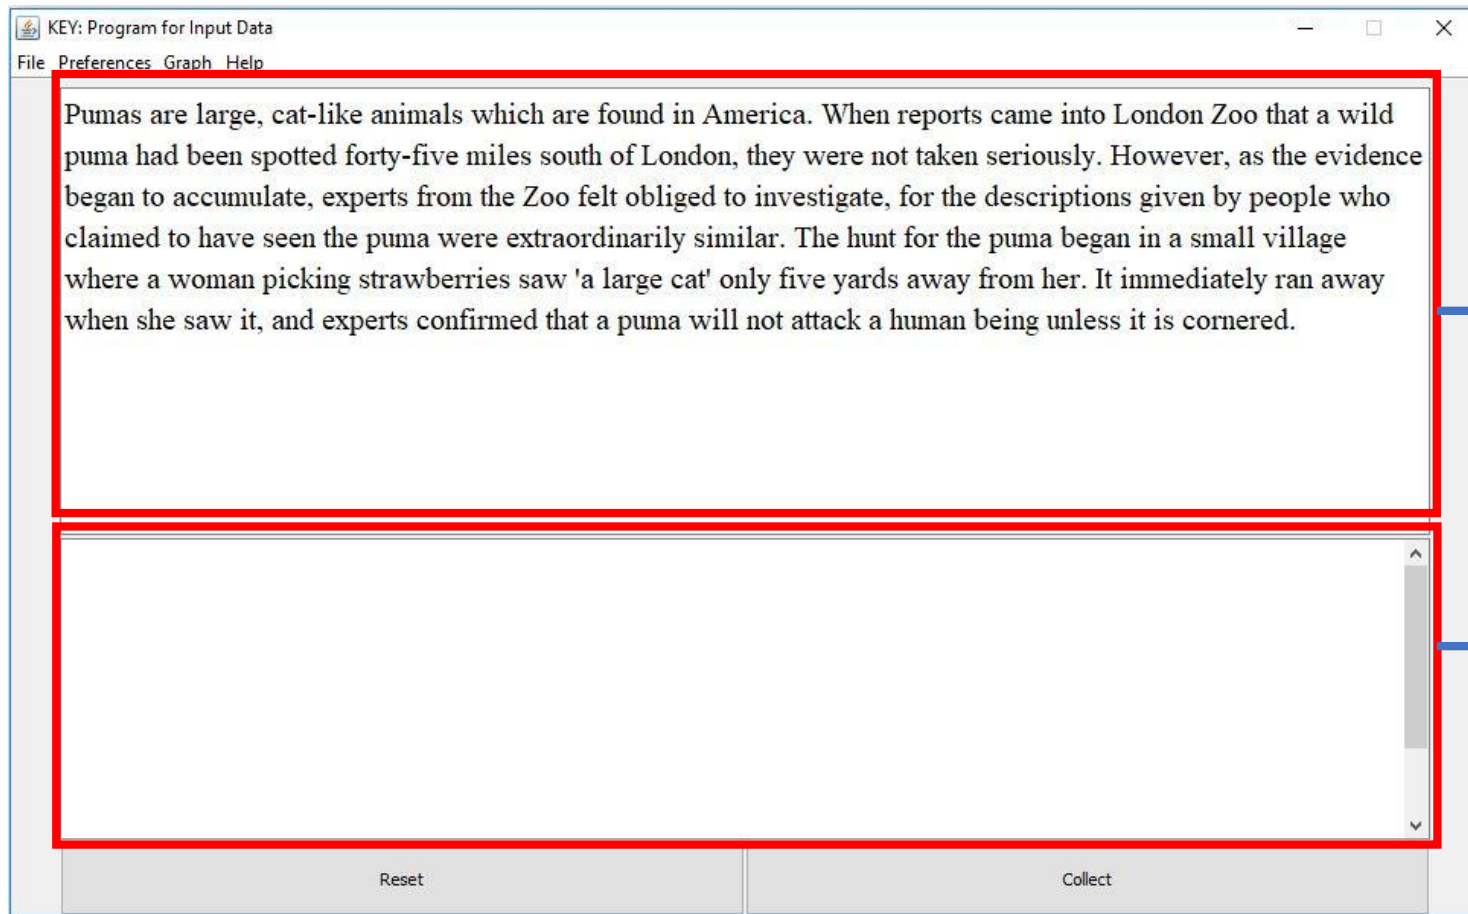 KEY: Program for Input Data
File Preferences Graph Help
Pumas are large, cat-like animals which are found in America. When reports came into London Zoo that a wild
puma had been spotted forty-five miles south of London, they were not taken seriously. However, as the evidence
began to accumulate, experts from the Zoo felt obliged to investigate, for the descriptions given by people who
claimed to have seen the puma were extraordinarily similar. The hunt for the puma began in a small village
where a woman picking strawberries saw 'a large cat' only five yards away from her. It immediately ran away
when she saw it, and experts confirmed that a puma will not attack a human being unless it is cornered.
Reset Collect